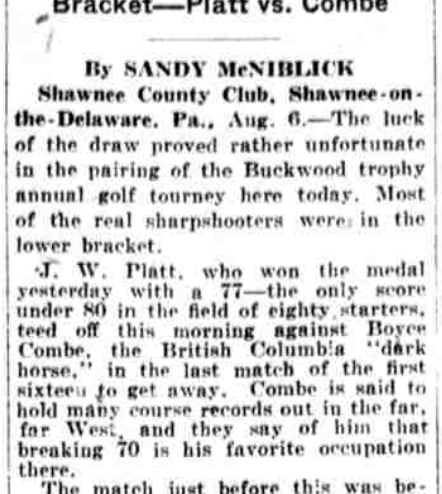 Bracket—Platt vs. Combe
By SANDY McNIBLICK
Shawnee County Club, Shawnee-on-
the-Delaware, Pa., Aug. 6.—The luck
of the draw proved rather unfortunate
in the pairing of the Buckwood trophy
annual golf tourney here today. Most
of the real sharpshooters were in the
lower bracket.
J. W. Platt, who won the medal
yesterday with a 77—the only score
under 80 in the field of eighty starters,
teed off this morning against Boyce
Combe, the British Columbia "dark
horse," in the last match of the first
sixteen to get away. Combe is said to
hold many course records out in the far,
far West, and they say of him that
breaking 70 is his favorite occupation
there.
The match just before this was be-